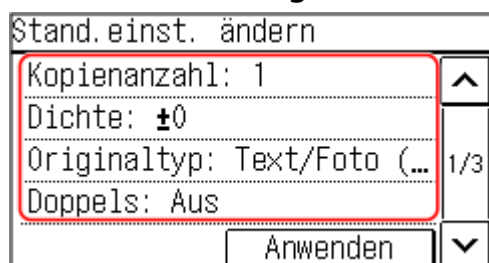 Stand.einst. ändern
Kopienanzahl: 1
Dichte: ±0
Originaltyp: Text/Foto (…
1/3
Doppels: Aus
Anwenden